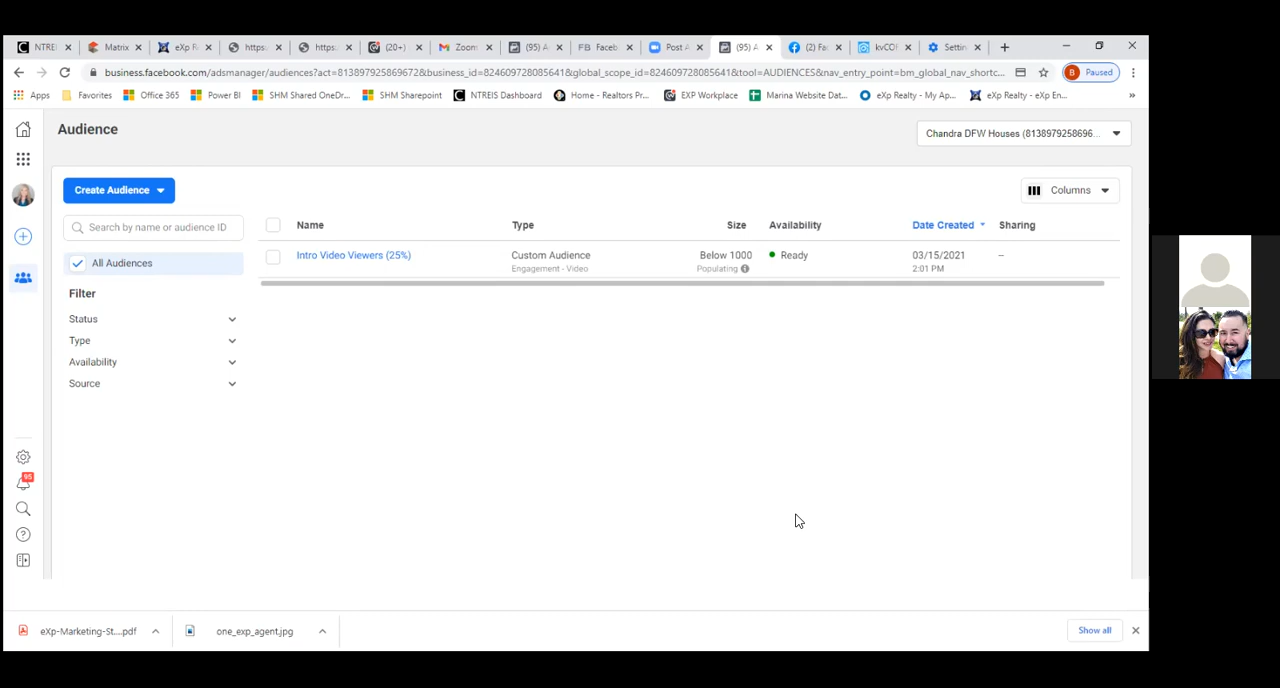 NTREI
Matrix
eXp R
https:
https:
(20+)
Zoom
(95) A
Faceb
Post A
(95) A
(2) Fac
kvCO
Settin
business.facebook.com/adsmanager/audiences?act=813897925869672&business_id=824609728085641&global_scope_id=824609728085641&tool=AUDIENCES&nav_entry_point=bm_global_nav_shortc...
B Paused
Apps
Favorites
Office 365
Power BI
SHM Shared OneDr...
SHM Sharepoint
NTREIS Dashboard
Home - Realtors Pr...
EXP Workplace
Marina Website Dat...
eXp Realty - My Ap...
eXp Realty - eXp En...
Audience
Chandra DFW Houses (8138979258696...
Create Audience
Columns
Search by name or audience ID
Name
Type
Size
Availability
Date Created
Sharing
All Audiences
Intro Video Viewers (25%)
Custom Audience
Engagement - Video
Below 1000
Populating
Ready
03/15/2021
2:01 PM
–
Filter
Status
Type
Availability
Source
95
eXp-Marketing-St....pdf
one_exp_agent.jpg
Show all